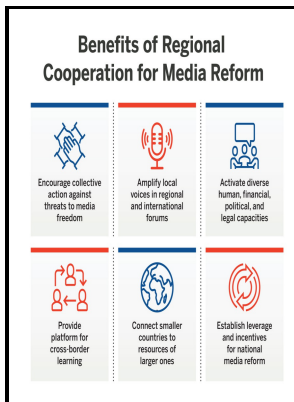 Benefits of Regional
Cooperation for Media Reform
Encourage collective
action against
threats to media
freedom
Amplify local
voices in regional
and international
forums
Activate diverse
human, financial,
political, and
legal capacities
Provide
platform for
cross-border
learning
Connect smaller
countries to
resources of
larger ones
Establish leverage
and incentives
for national
media reform